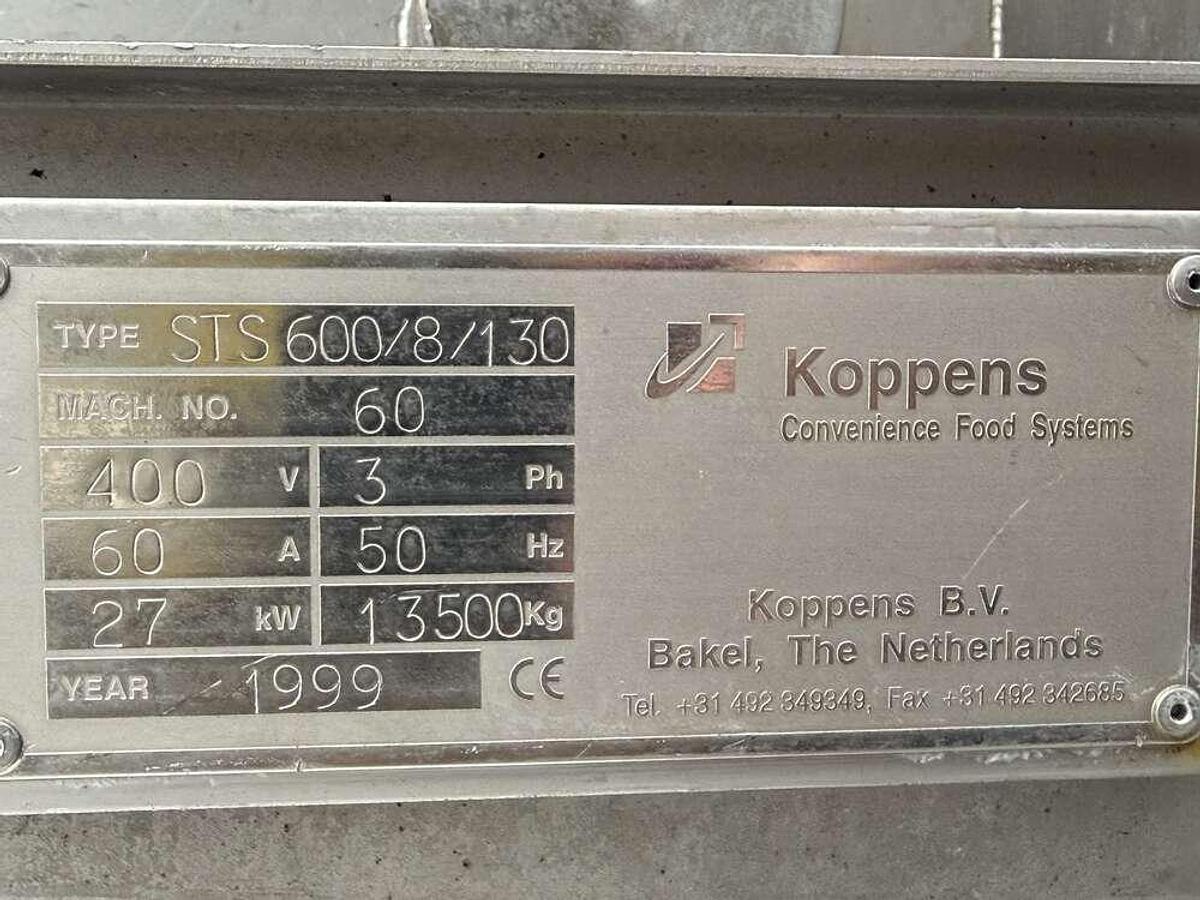 TYPE STS 600/8/130
MACH. NO. 60
400 V 3 Ph
60 A 50 Hz
27 kW 13500 Kg
YEAR 1999 CE
Koppens
Convenience Food Systems
Koppens B.V.
Bakel, The Netherlands
Tel. +31 492 349349, Fax +31 492 342685